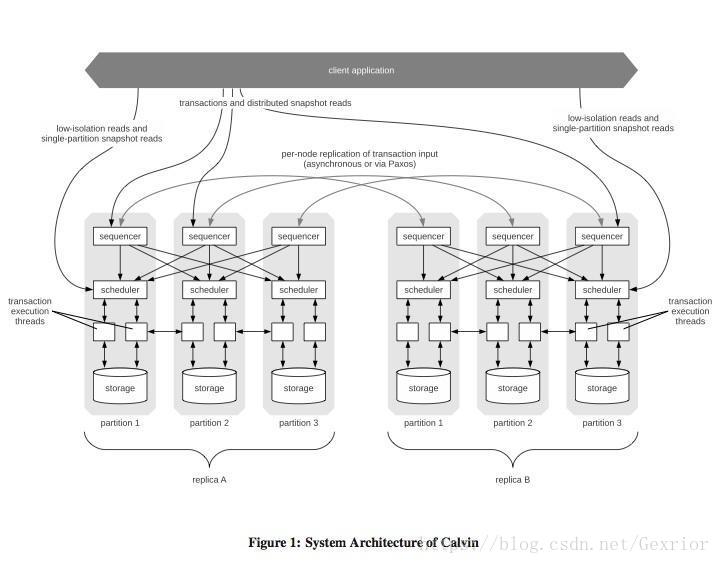 client application
transactions and distributed snapshot reads
low-isolation reads and
single-partition snapshot reads
low-isolation reads and
single-partition snapshot reads
per-node replication of transaction input
(asynchronous or via Paxos)
sequencer
sequencer
sequencer
sequencer
sequencer
sequencer
scheduler
scheduler
scheduler
scheduler
scheduler
scheduler
transaction
execution
threads
transaction
execution
threads
storage
storage
storage
storage
storage
storage
partition 1
partition 2
partition 3
partition 1
partition 2
partition 3
replica A
replica B
Figure 1: System Architecture of Calvin
https://blog.csdn.net/Gexrior